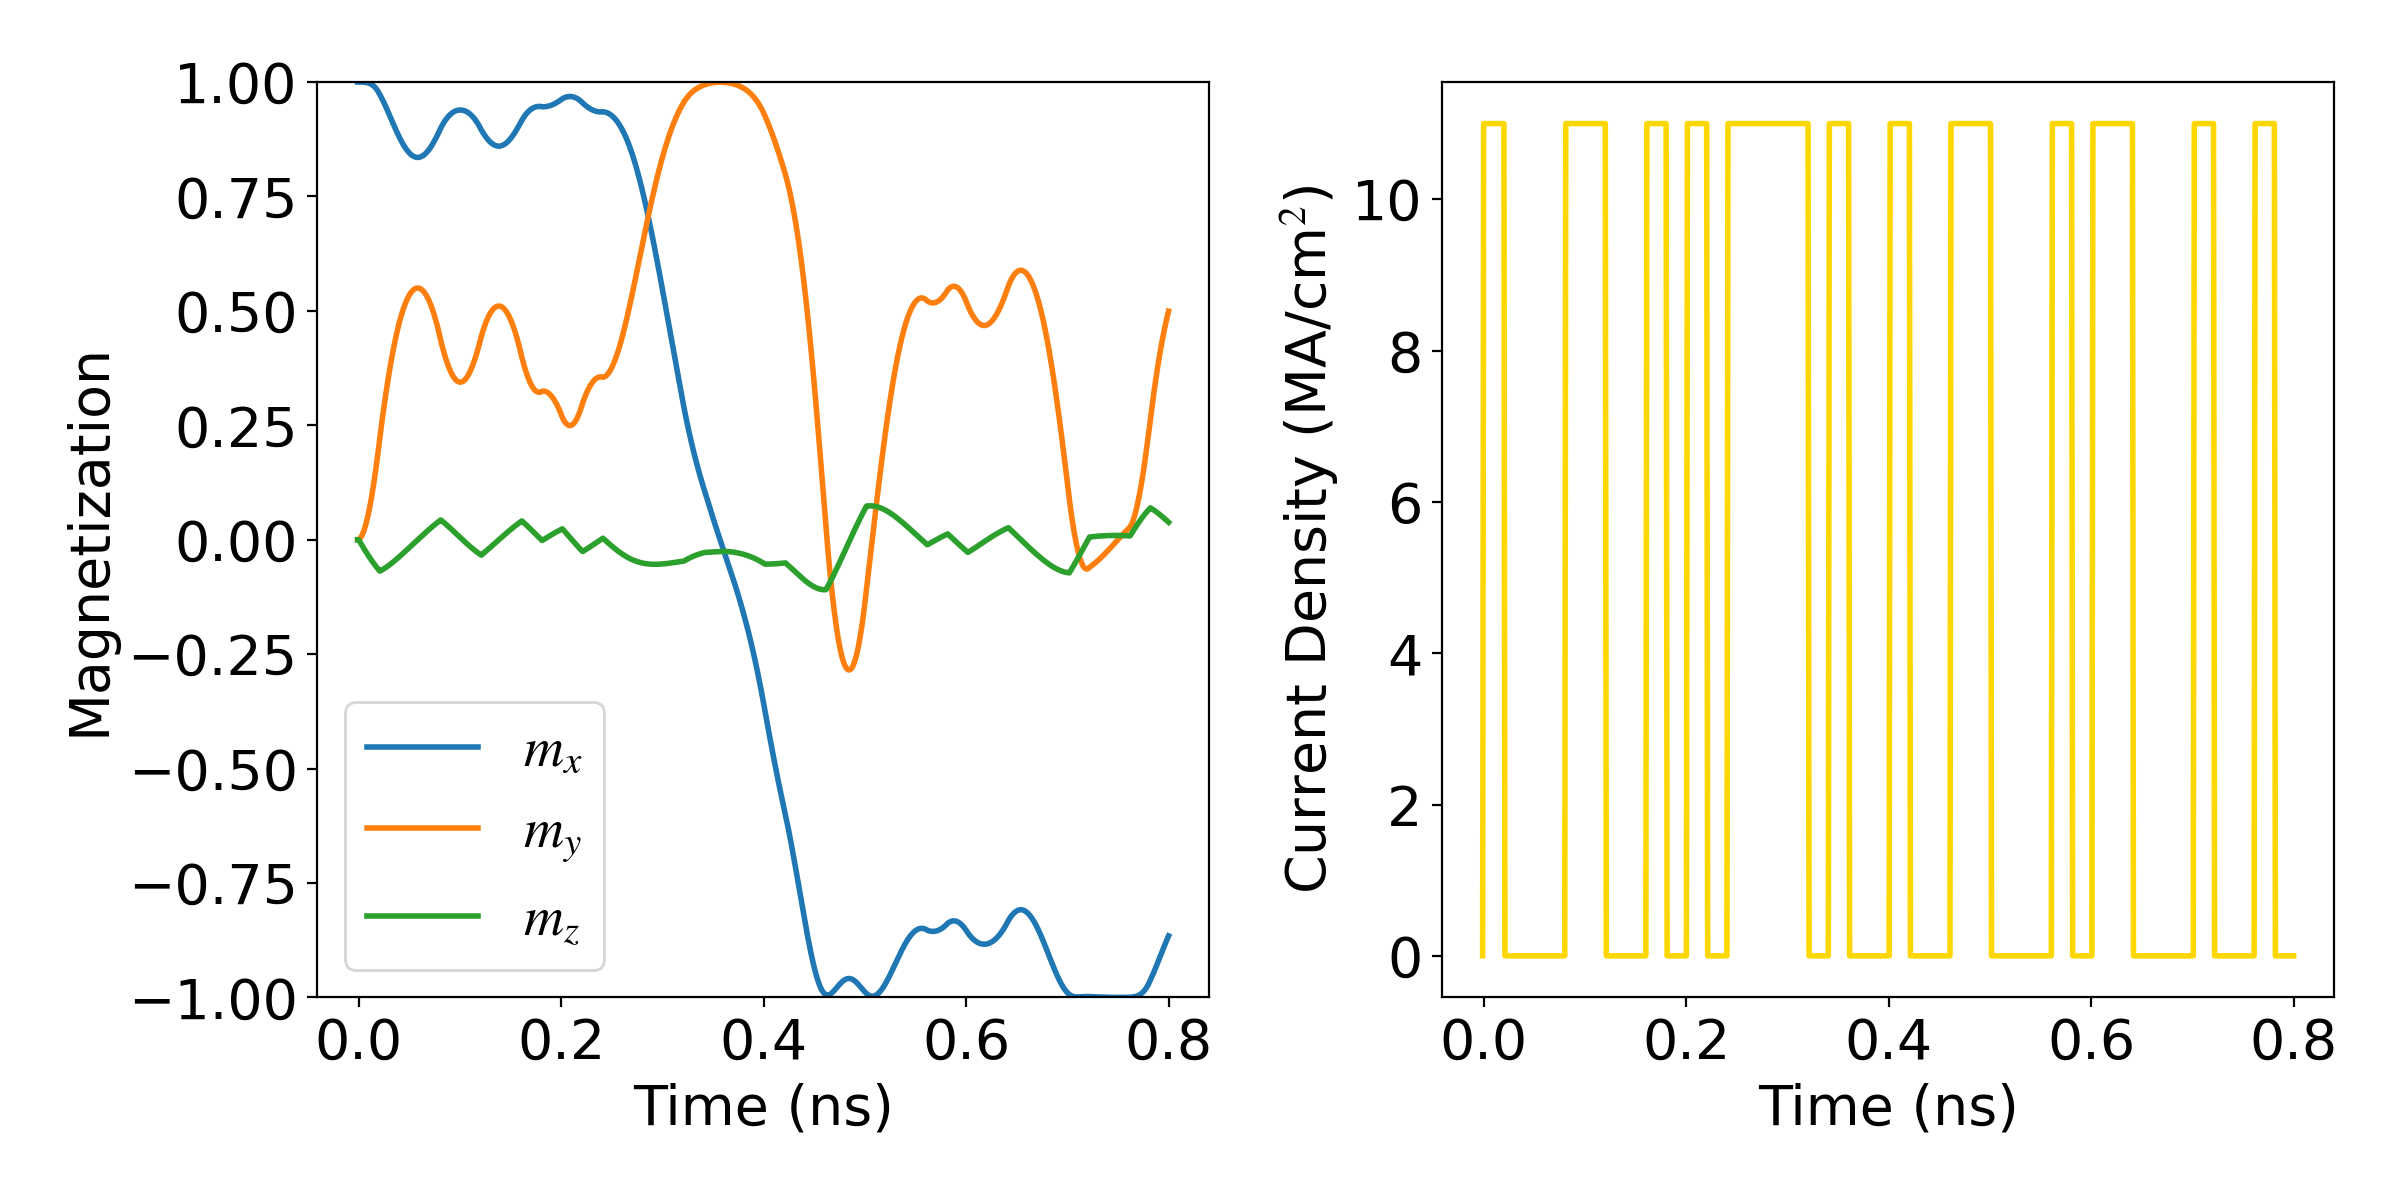 1.00
0.75
0.50
0.25
0.00
−0.25
−0.50
−0.75
−1.00
Magnetization
m_x
m_y
m_z
0.0 0.2 0.4 0.6 0.8
Time (ns)
10
8
6
4
2
0
Current Density (MA/cm²)
0.0 0.2 0.4 0.6 0.8
Time (ns)